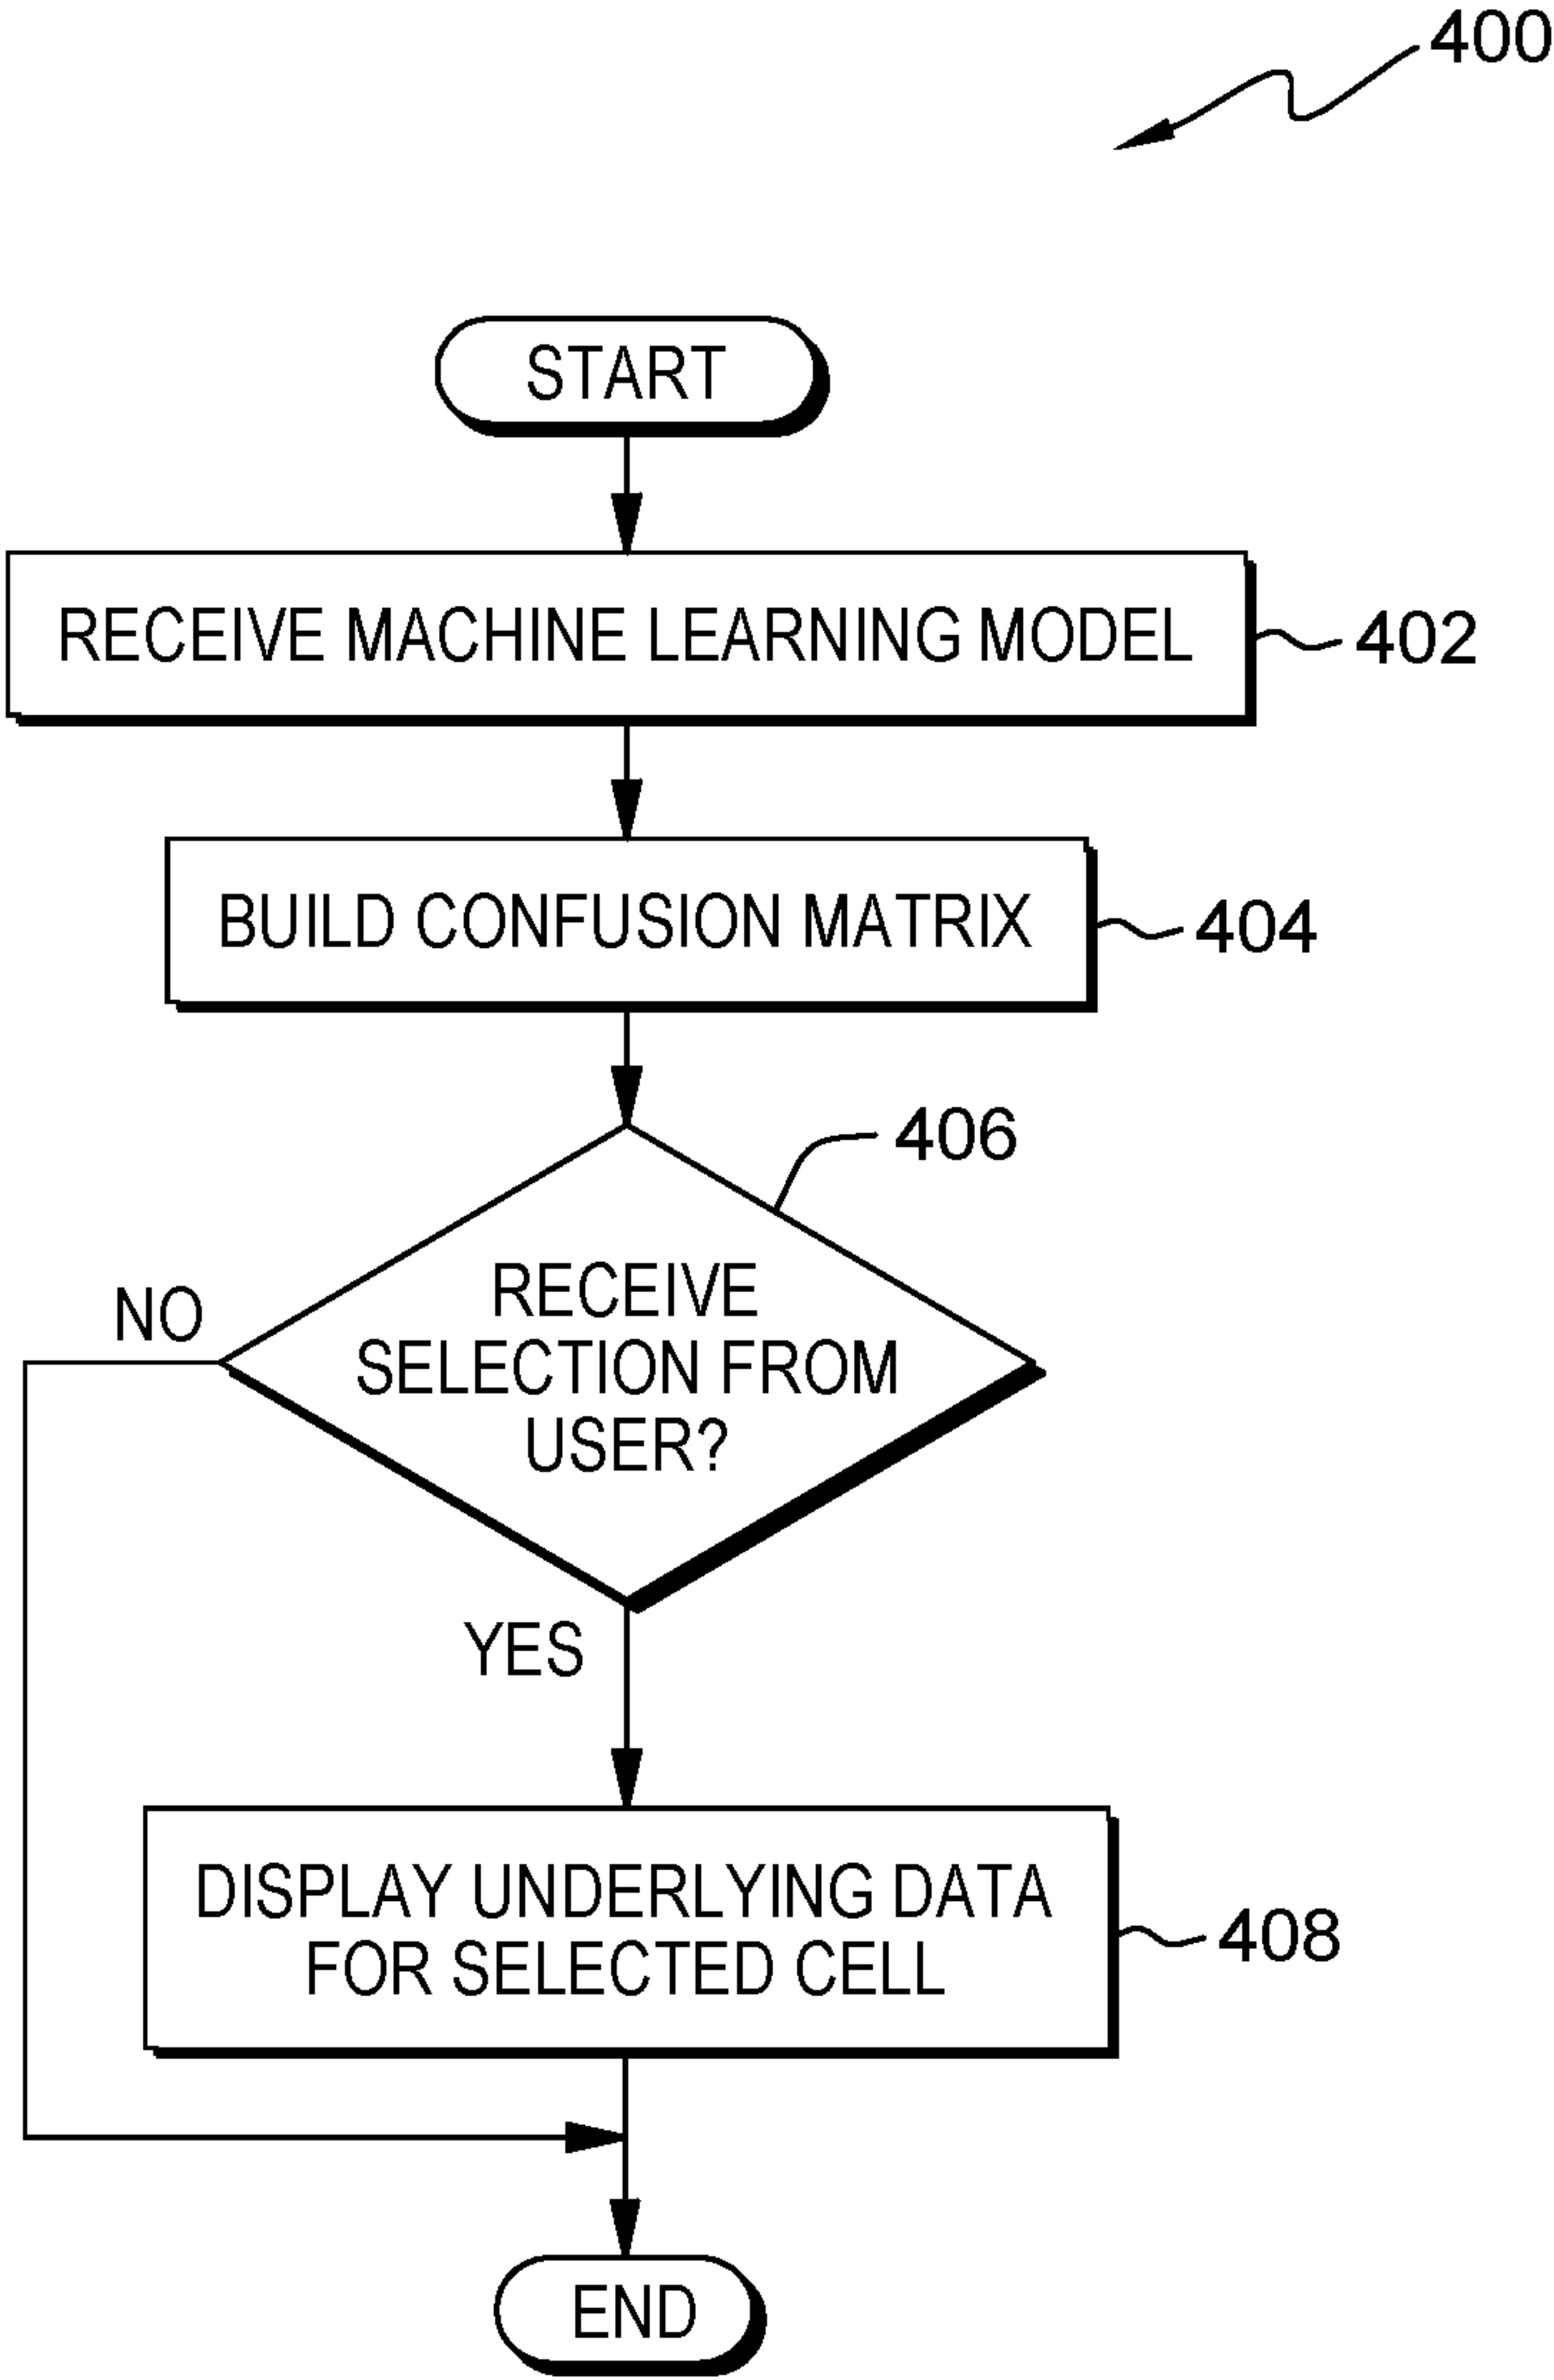 400
START
RECEIVE MACHINE LEARNING MODEL
402
BUILD CONFUSION MATRIX
404
406
RECEIVE
SELECTION FROM
USER?
NO
YES
DISPLAY UNDERLYING DATA
FOR SELECTED CELL
408
END